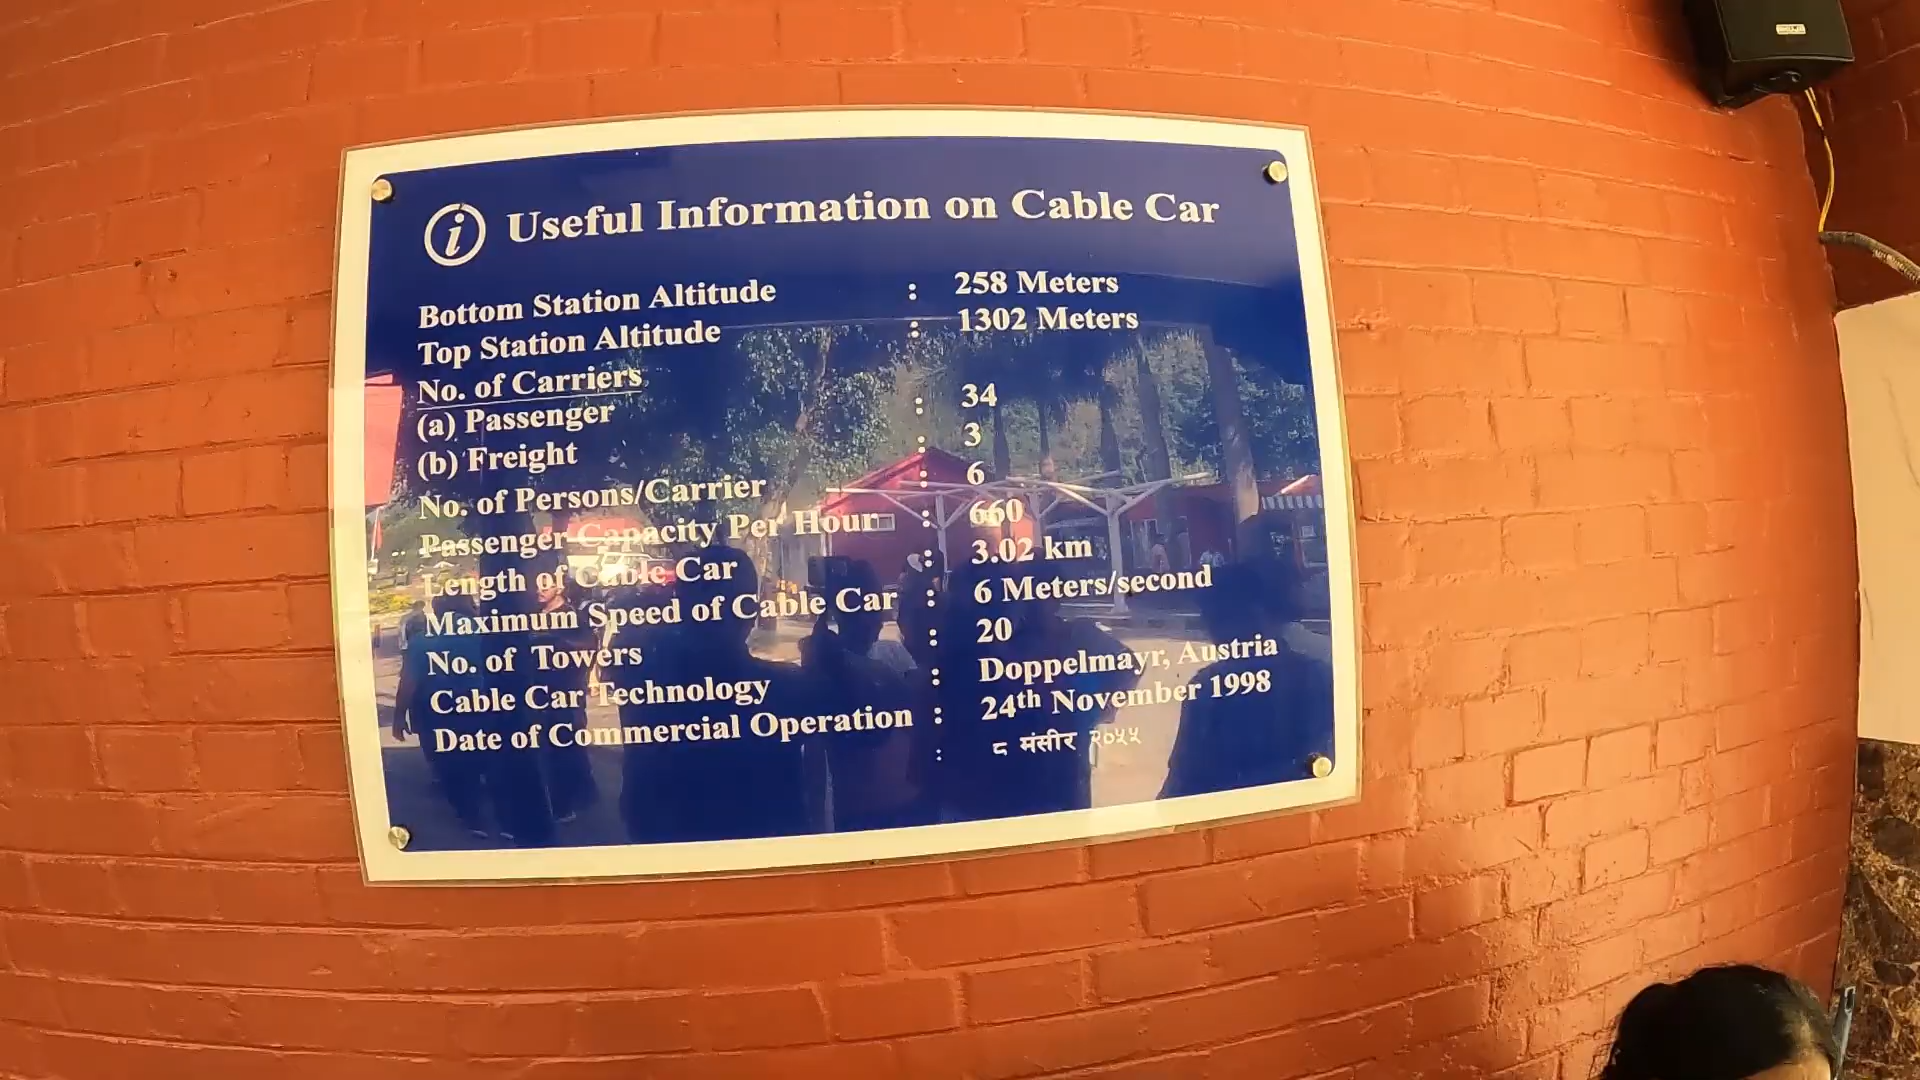 i Useful Information on Cable Car
Bottom Station Altitude : 258 Meters
Top Station Altitude : 1302 Meters
No. of Carriers
(a) Passenger : 34
(b) Freight : 3
No. of Persons/Carrier : 6
Passenger Capacity Per Hour : 660
Length of Cable Car : 3.02 km
Maximum Speed of Cable Car : 6 Meters/second
No. of Towers : 20
Cable Car Technology : Doppelmayr, Austria
Date of Commercial Operation : 24th November 1998
: ८ मंसीर २०५५